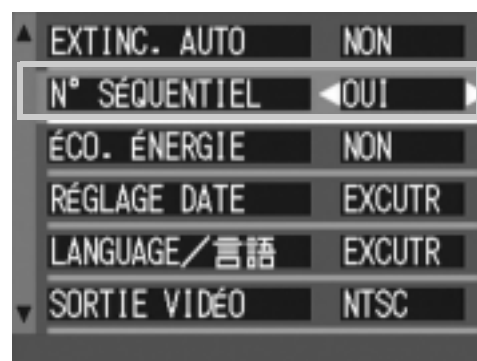 EXTINC. AUTO NON
N° SÉQUENTIEL OUI
ÉCO. ÉNERGIE NON
RÉGLAGE DATE EXCUTR
LANGUAGE/言語 EXCUTR
SORTIE VIDÉO NTSC